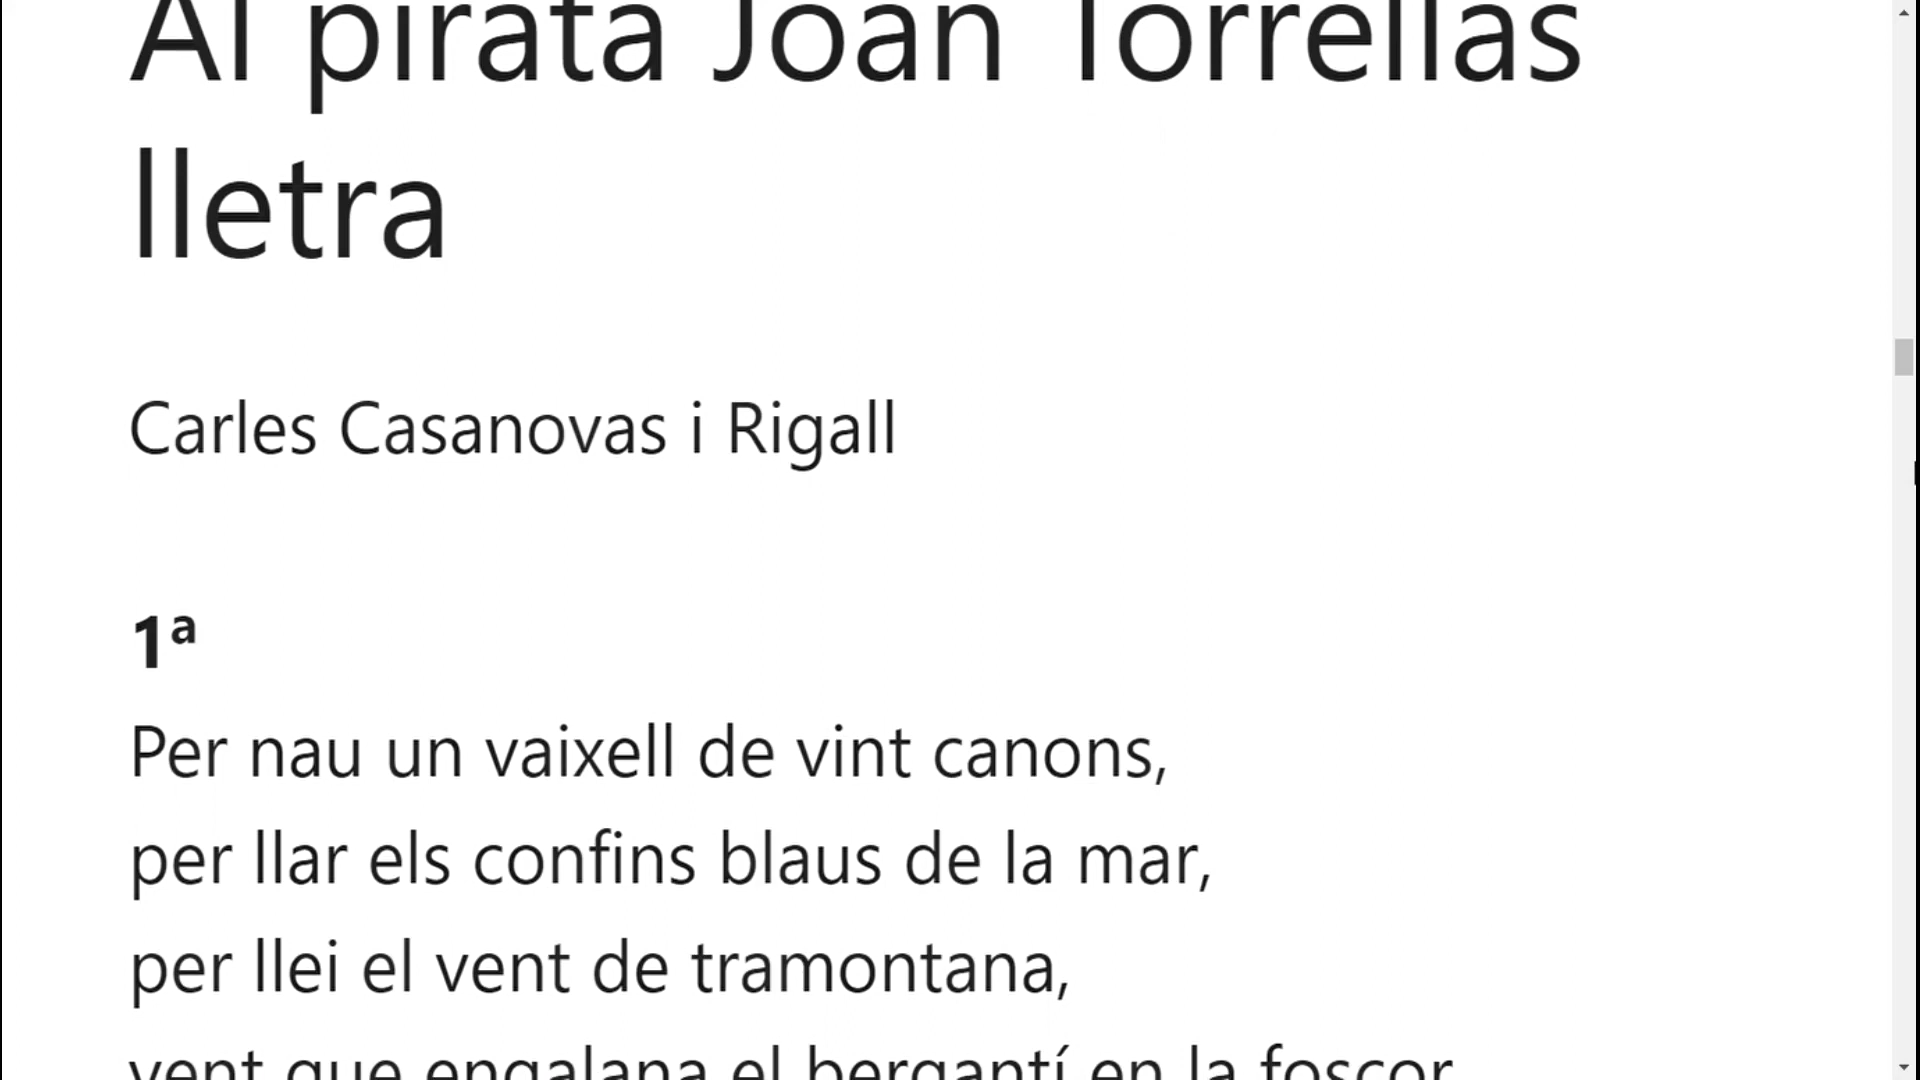 Al pirata Joan Torrellas
lletra
Carles Casanovas i Rigall
1ª
Per nau un vaixell de vint canons,
per llar els confins blaus de la mar,
per llei el vent de tramontana,
vent que engalana el bergantí en la foscor